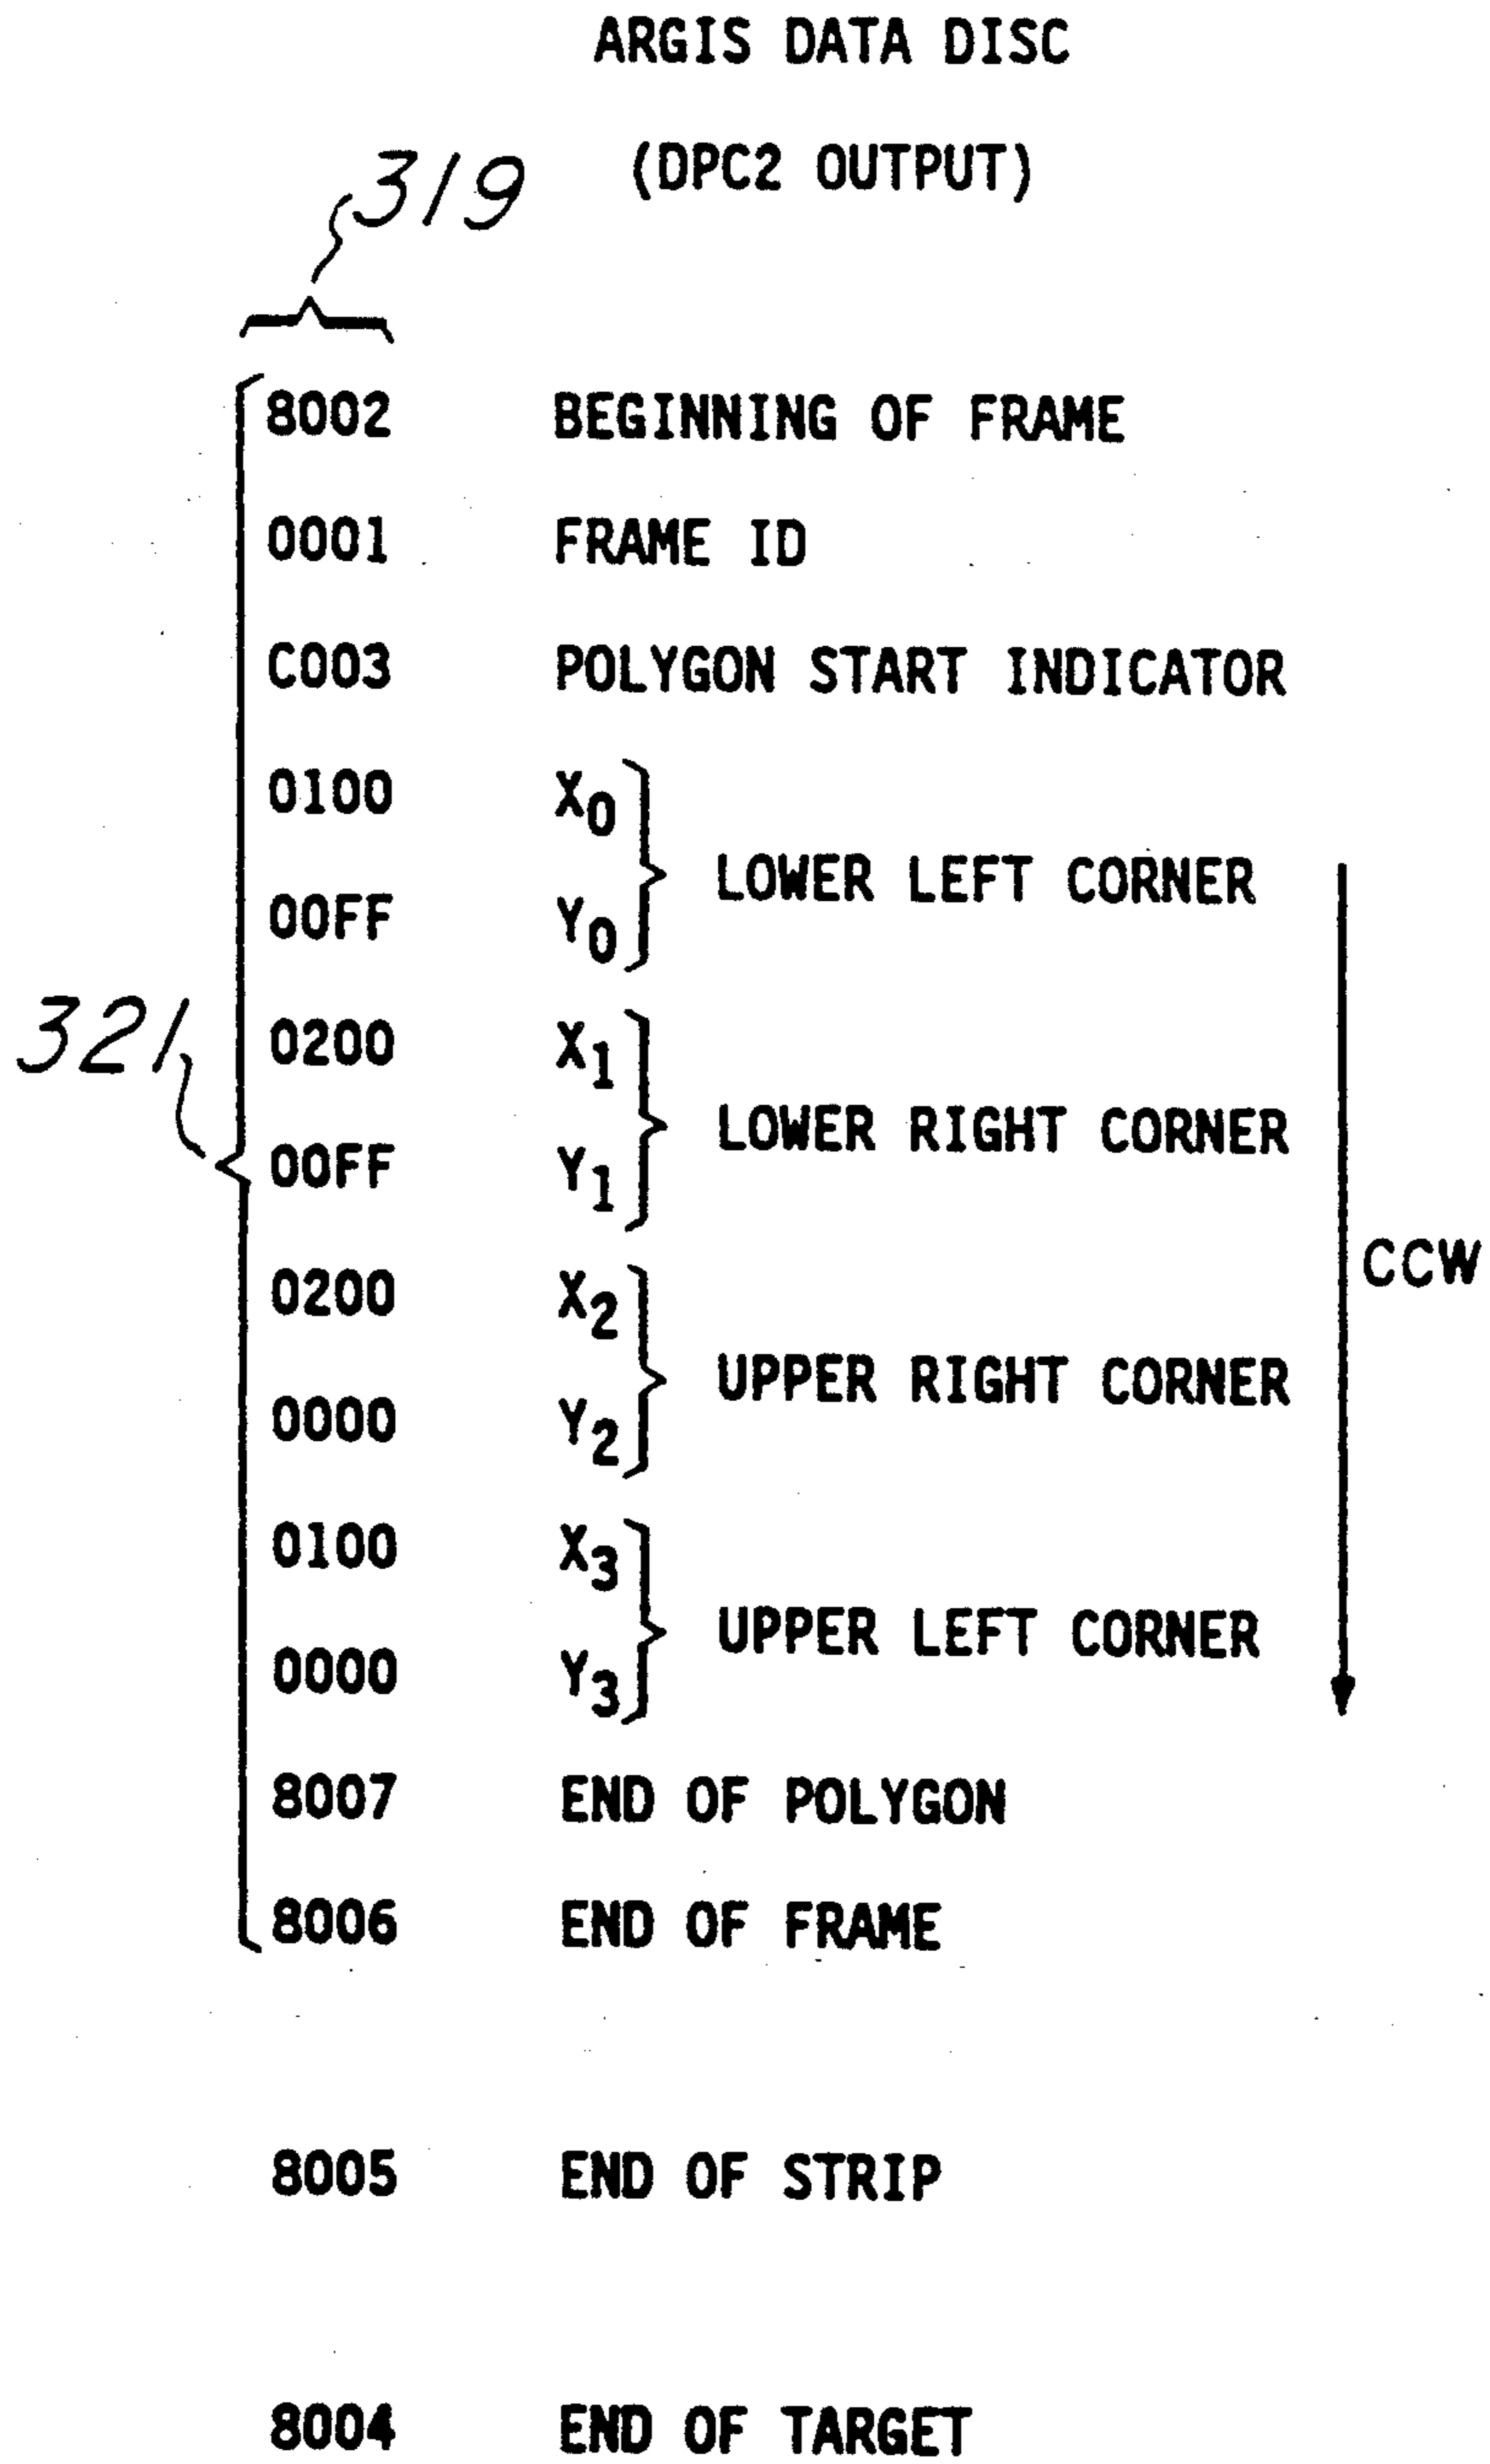 ARGIS DATA DISC
(DPC2 OUTPUT)
319
8002 BEGINNING OF FRAME
0001 FRAME ID
C003 POLYGON START INDICATOR
0100 X0
LOWER LEFT CORNER
00FF Y0
0200 X1
LOWER RIGHT CORNER
321
00FF Y1
CCW
0200 X2
UPPER RIGHT CORNER
0000 Y2
0100 X3
UPPER LEFT CORNER
0000 Y3
8007 END OF POLYGON
8006 END OF FRAME
8005 END OF STRIP
8004 END OF TARGET